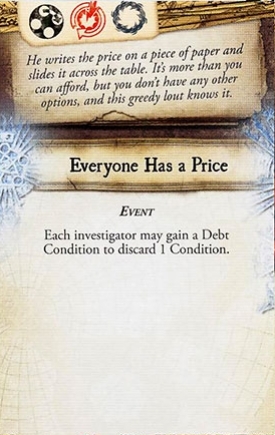 He writes the price on a piece of paper and
slides it across the table. It's more than you
can afford, but you don't have any other
options, and this greedy lout knows it.
Everyone Has a Price
EVENT
Each investigator may gain a Debt
Condition to discard 1 Condition.